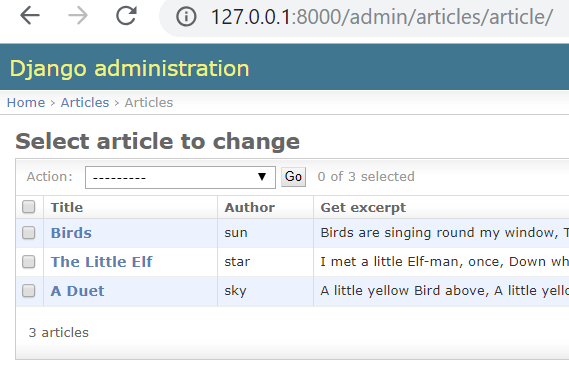 127.0.0.1:8000/admin/articles/article/
Django administration
Home › Articles › Articles
Select article to change
Action: --------- Go 0 of 3 selected
Title Author Get excerpt
Birds sun Birds are singing round my window,
The Little Elf star I met a little Elf-man, once, Down wh
A Duet sky A little yellow Bird above, A little yello
3 articles